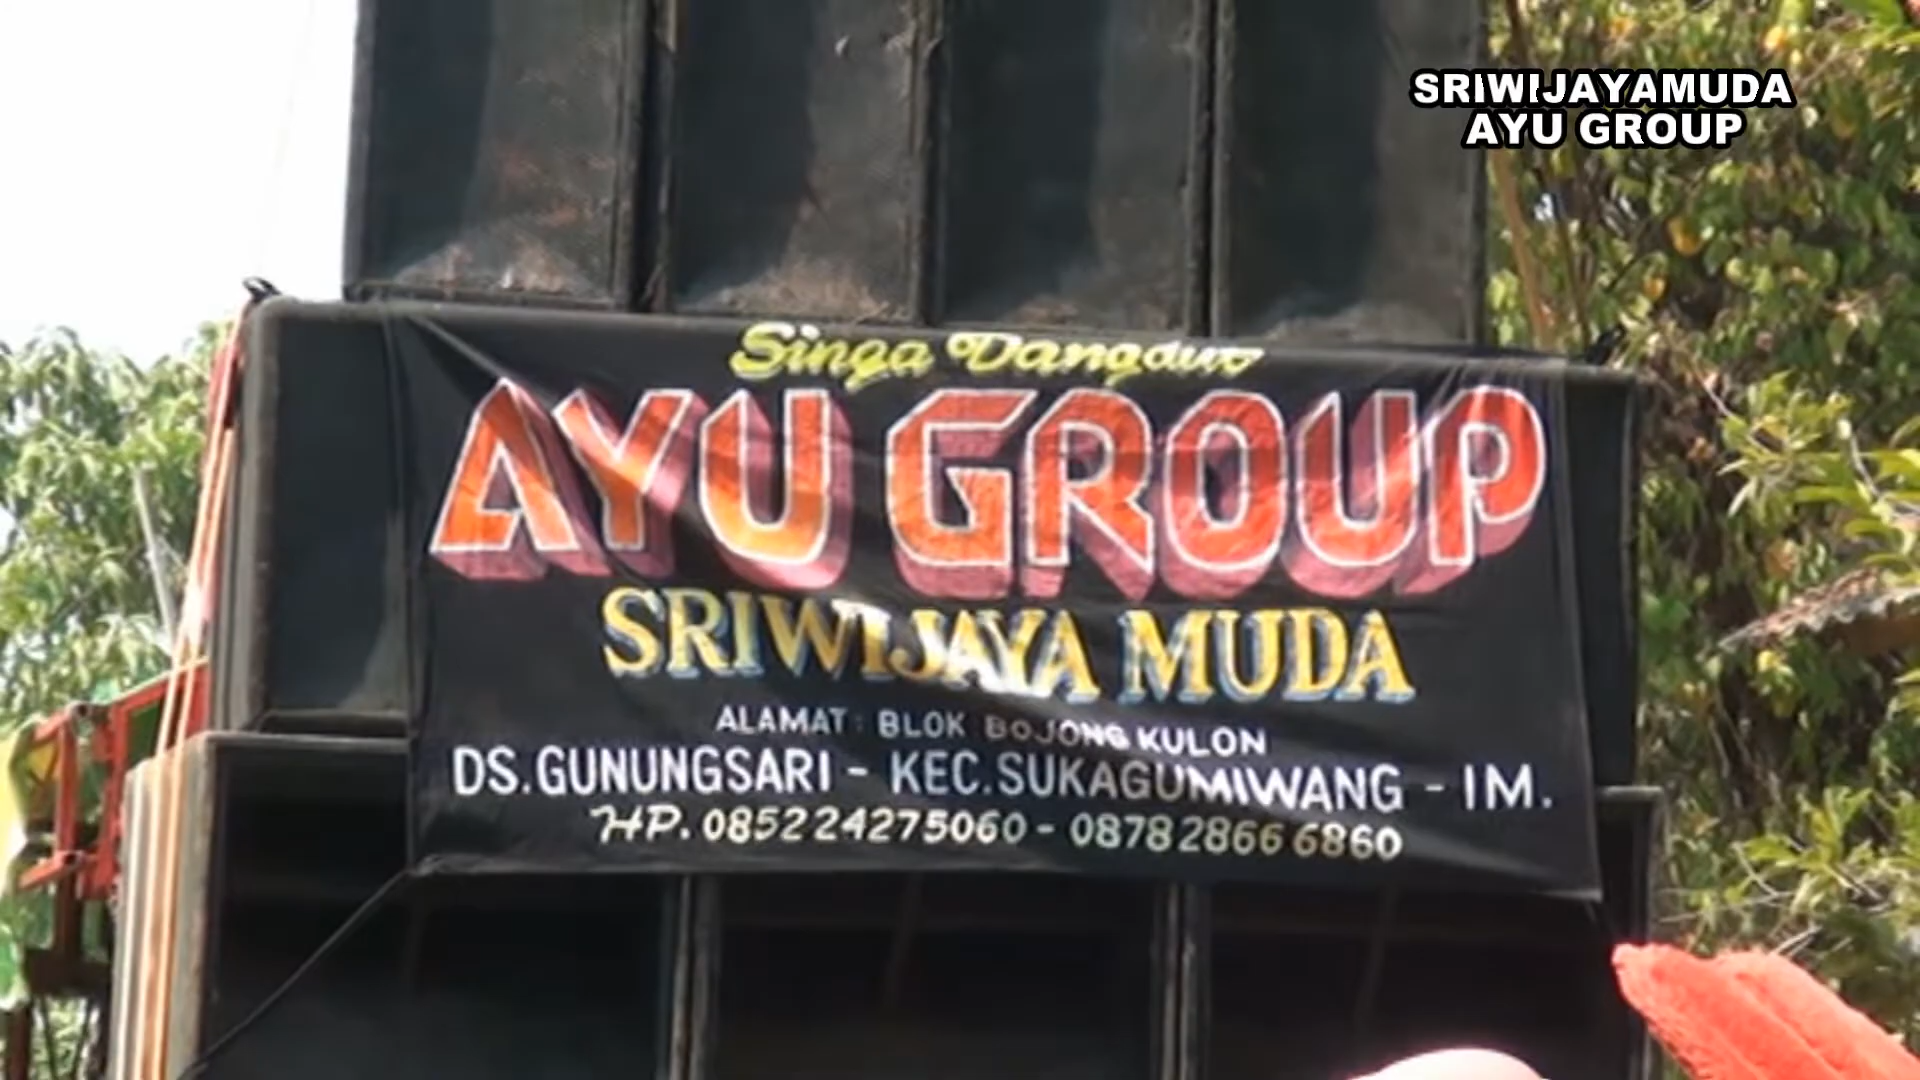 SRIWIJAYAMUDA
AYU GROUP
Singa Dangdut
AYU GROUP
SRIWIJAYA MUDA
ALAMAT : BLOK BOJONG KULON
DS.GUNUNGSARI - KEC.SUKAGUMIWANG - IM.
HP. 085224275060 - 087828666860